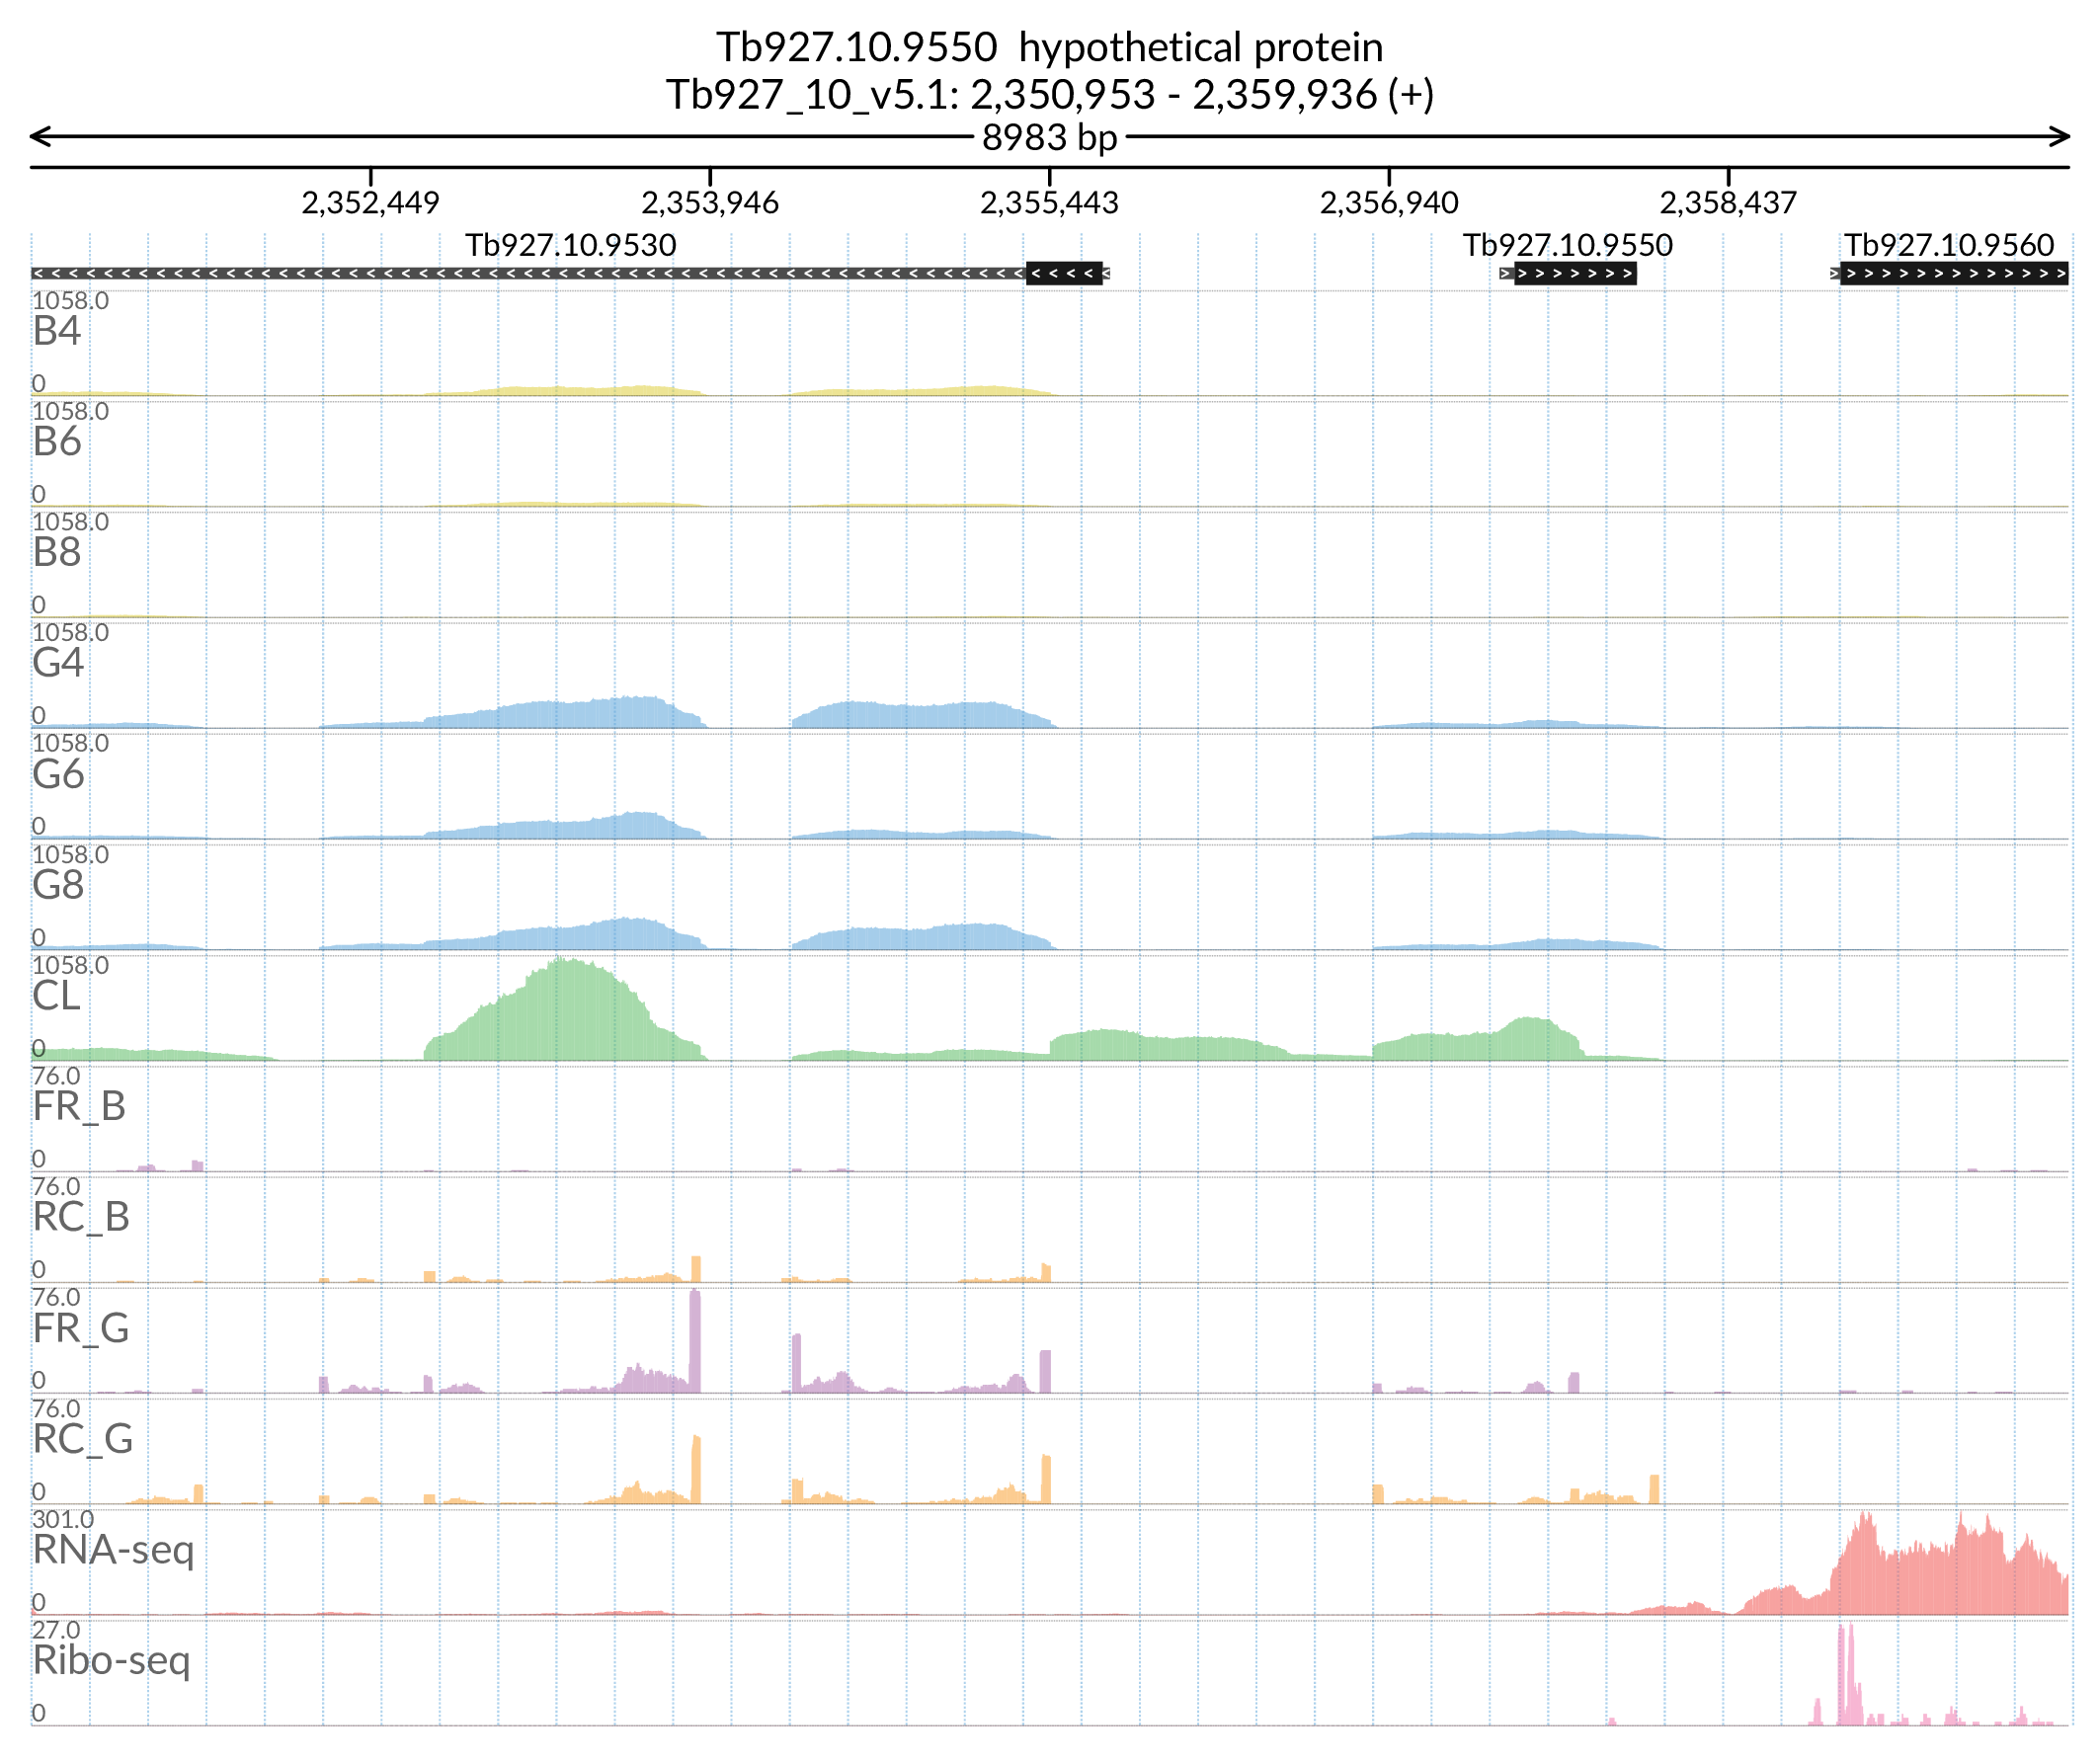 Tb927.10.9550  hypothetical protein
Tb927_10_v5.1: 2,350,953 - 2,359,936 (+)
8983 bp
2,352,449 2,353,946 2,355,443 2,356,940 2,358,437
Tb927.10.9530 Tb927.10.9550 Tb927.10.9560
1058.0
B4
0
1058.0
B6
0
1058.0
B8
0
1058.0
G4
0
1058.0
G6
0
1058.0
G8
0
1058.0
CL
0
76.0
FR_B
0
76.0
RC_B
0
76.0
FR_G
0
76.0
RC_G
0
301.0
RNA-seq
0
27.0
Ribo-seq
0